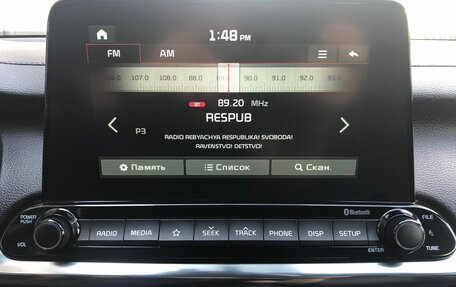 1:48 PM
FM AM
106.0 107.0 88.0 90.0 91.0 92.0 93.0
ST 89.20 MHz
RESPUB
P3
RADIO REBYACHYA RESPUBLIKA! SVOBODA!
RAVENSTVO! DETSTVO!
Память Список Скан.
Bluetooth
POWER PUSH
FILE
RADIO MEDIA SEEK TRACK PHONE DISP SETUP
VOL
ENTER
TUNE